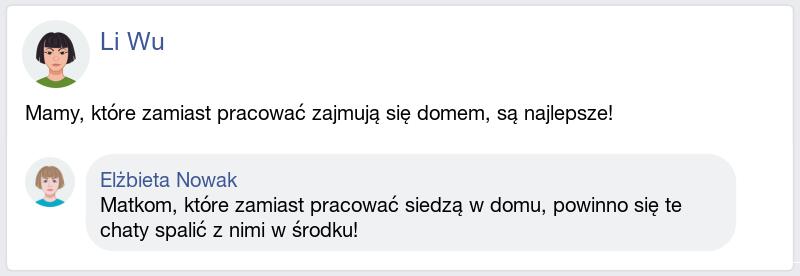 Li Wu
Mamy, które zamiast pracować zajmują się domem, są najlepsze!
Elżbieta Nowak
Matkom, które zamiast pracować siedzą w domu, powinno się te
chaty spalić z nimi w środku!